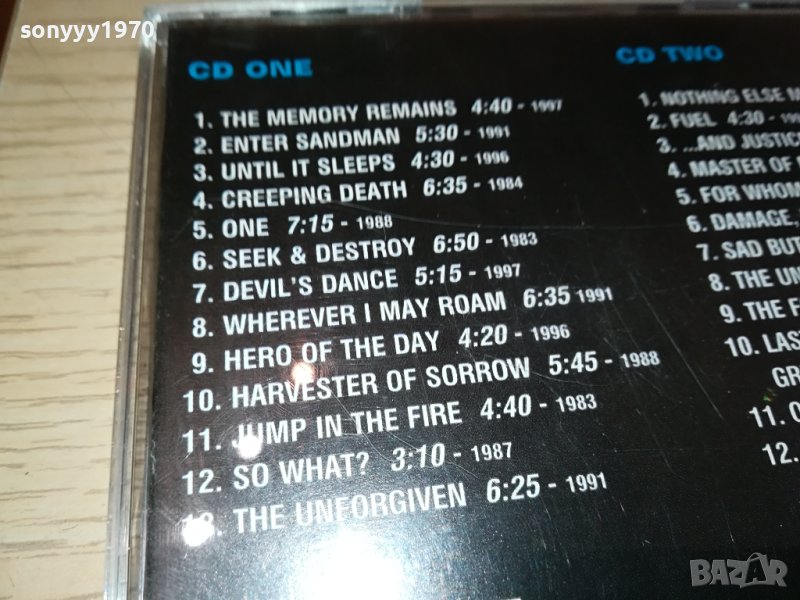 sonyyy1970
CD ONE
1. THE MEMORY REMAINS 4:40 - 1997
2. ENTER SANDMAN 5:30 - 1991
3. UNTIL IT SLEEPS 4:30 - 1996
4. CREEPING DEATH 6:35 - 1984
5. ONE 7:15 - 1988
6. SEEK & DESTROY 6:50 - 1983
7. DEVIL'S DANCE 5:15 - 1997
8. WHEREVER I MAY ROAM 6:35 1991
9. HERO OF THE DAY 4:20 - 1996
10. HARVESTER OF SORROW 5:45 - 1988
11. JUMP IN THE FIRE 4:40 - 1983
12. SO WHAT? 3:10 - 1987
13. THE UNFORGIVEN 6:25 - 1991
CD TWO
1. NOTHING ELSE M
2. FUEL 4:30 -
3. ...AND JUSTIC
4. MASTER OF
5. FOR WHOM
6. DAMAGE,
7. SAD BUT
8. THE UN
9. THE F
10. LAS
GR
11.
12.
BAZAR